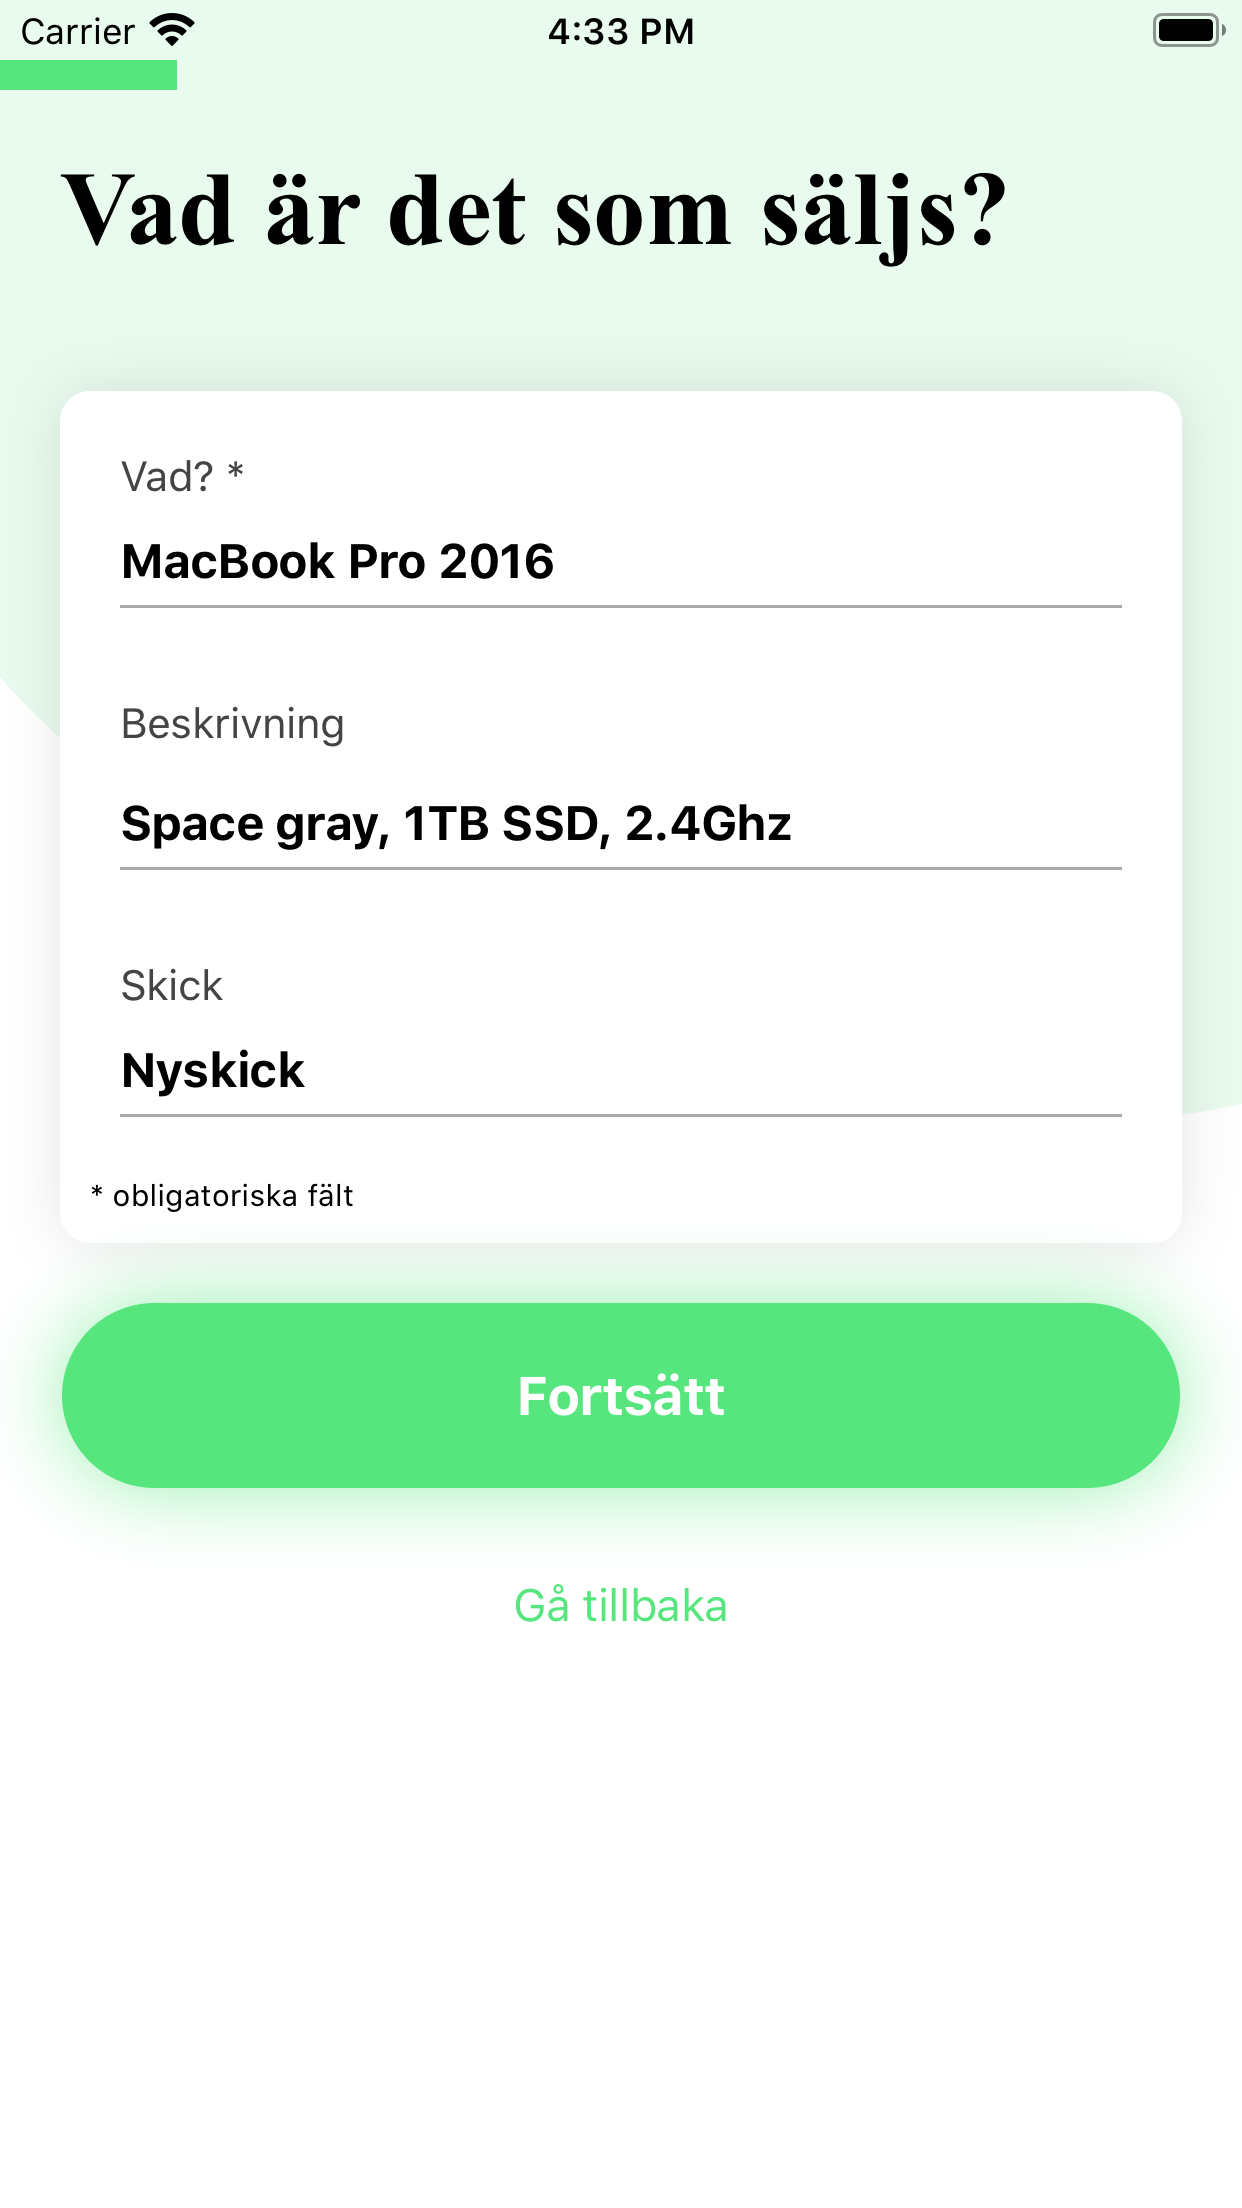 Carrier 4:33 PM
Vad är det som säljs?
Vad? *
MacBook Pro 2016
Beskrivning
Space gray, 1TB SSD, 2.4Ghz
Skick
Nyskick
* obligatoriska fält
Fortsätt
Gå tillbaka